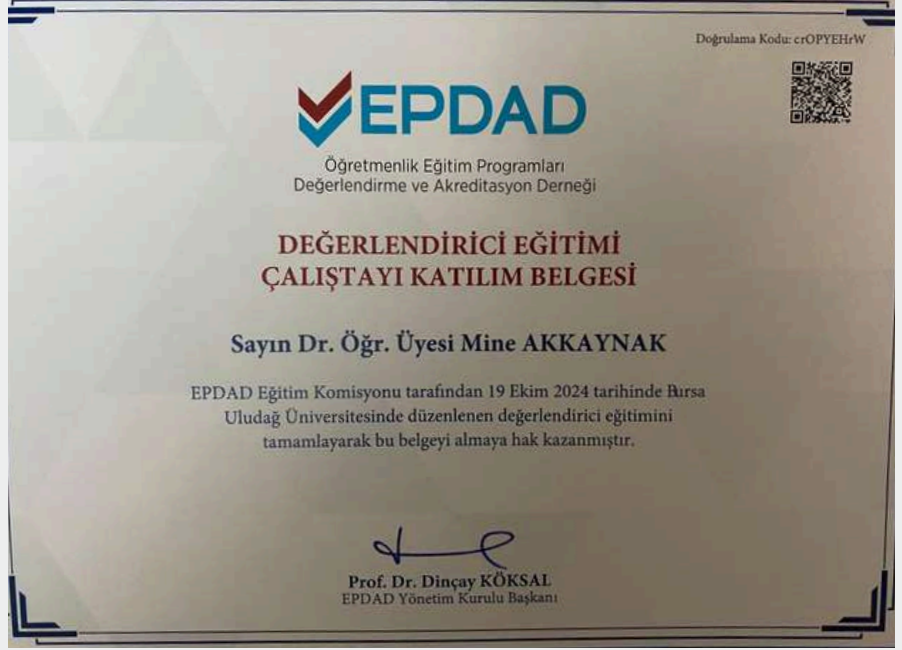 Doğrulama Kodu: crOPYEHrW
EPDAD
Öğretmenlik Eğitim Programları
Değerlendirme ve Akreditasyon Derneği
DEĞERLENDİRİCİ EĞİTİMİ
ÇALIŞTAYI KATILIM BELGESİ
Sayın Dr. Öğr. Üyesi Mine AKKAYNAK
EPDAD Eğitim Komisyonu tarafından 19 Ekim 2024 tarihinde Bursa
Uludağ Üniversitesinde düzenlenen değerlendirici eğitimini
tamamlayarak bu belgeyi almaya hak kazanmıştır.
Prof. Dr. Dinçay KÖKSAL
EPDAD Yönetim Kurulu Başkanı